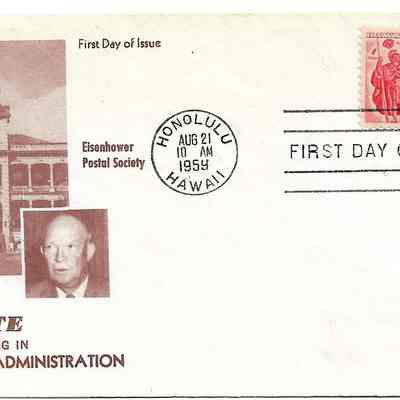 First Day of Issue
Eisenhower
Postal Society
HONOLULU
AUG 21
10 AM
1959
HAWAII
FIRST DAY
TE
G IN
ADMINISTRATION